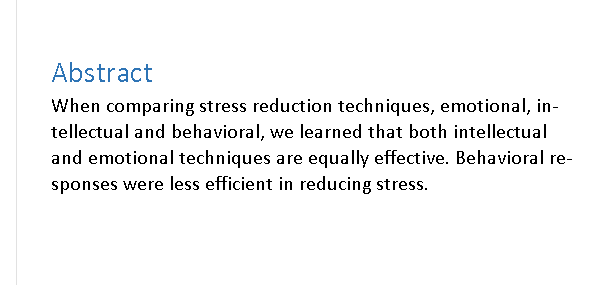 Abstract
When comparing stress reduction techniques, emotional, in-
tellectual and behavioral, we learned that both intellectual
and emotional techniques are equally effective. Behavioral re-
sponses were less efficient in reducing stress.